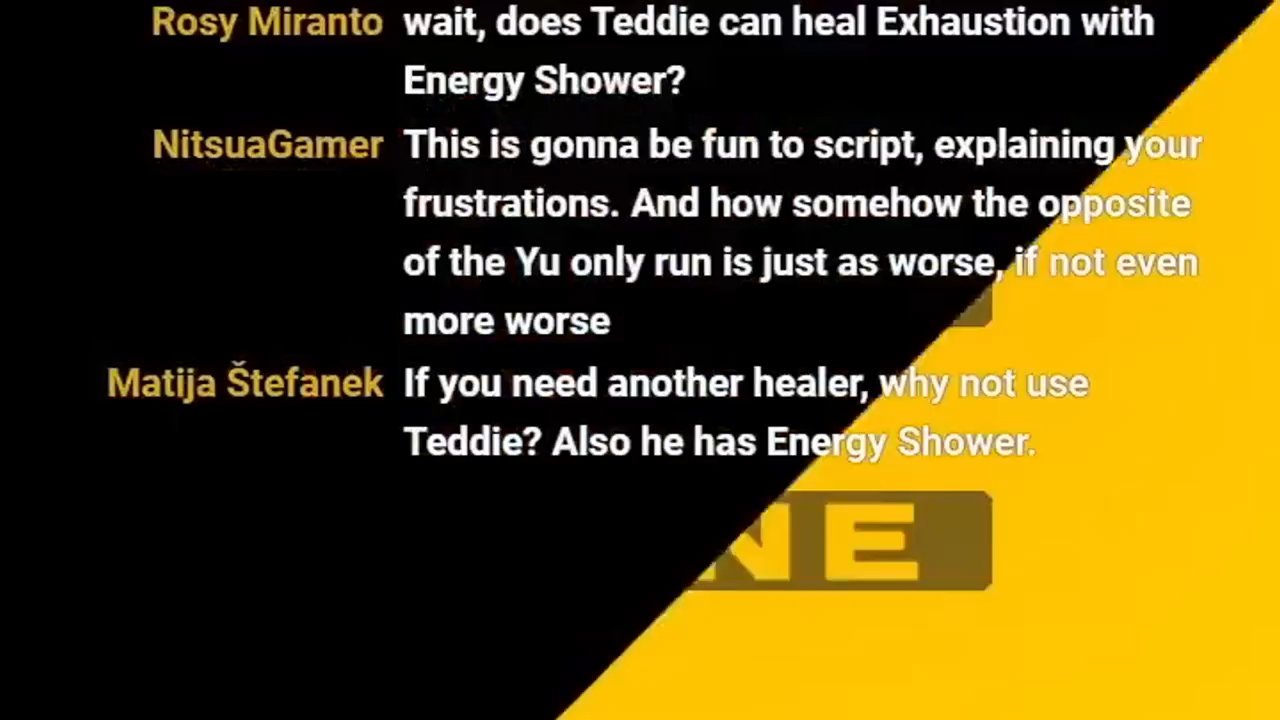 Rosy Miranto wait, does Teddie can heal Exhaustion with
Energy Shower?
NitsuaGamer This is gonna be fun to script, explaining your
frustrations. And how somehow the opposite
of the Yu only run is just as worse, if not even
more worse
Matija Štefanek If you need another healer, why not use
Teddie? Also he has Energy Shower.
NE